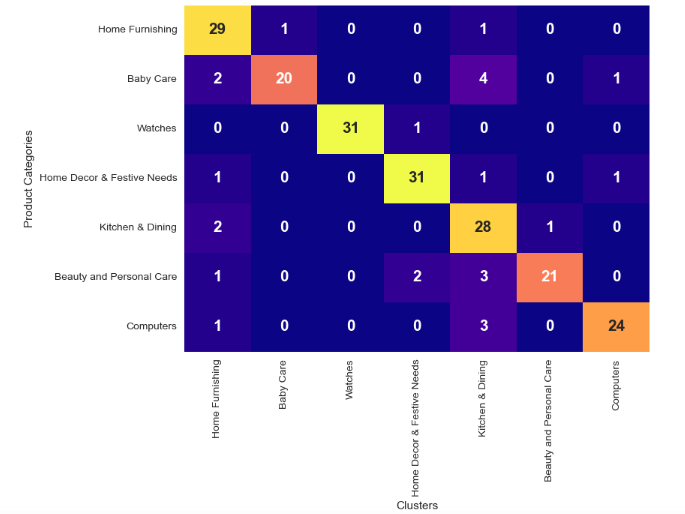 Product Categories
Home Furnishing 29 1 0 0 1 0 0
Baby Care 2 20 0 0 4 0 1
Watches 0 0 31 1 0 0 0
Home Decor & Festive Needs 1 0 0 31 1 0 1
Kitchen & Dining 2 0 0 0 28 1 0
Beauty and Personal Care 1 0 0 2 3 21 0
Computers 1 0 0 0 3 0 24
Home Furnishing
Baby Care
Watches
Home Decor & Festive Needs
Kitchen & Dining
Beauty and Personal Care
Computers
Clusters